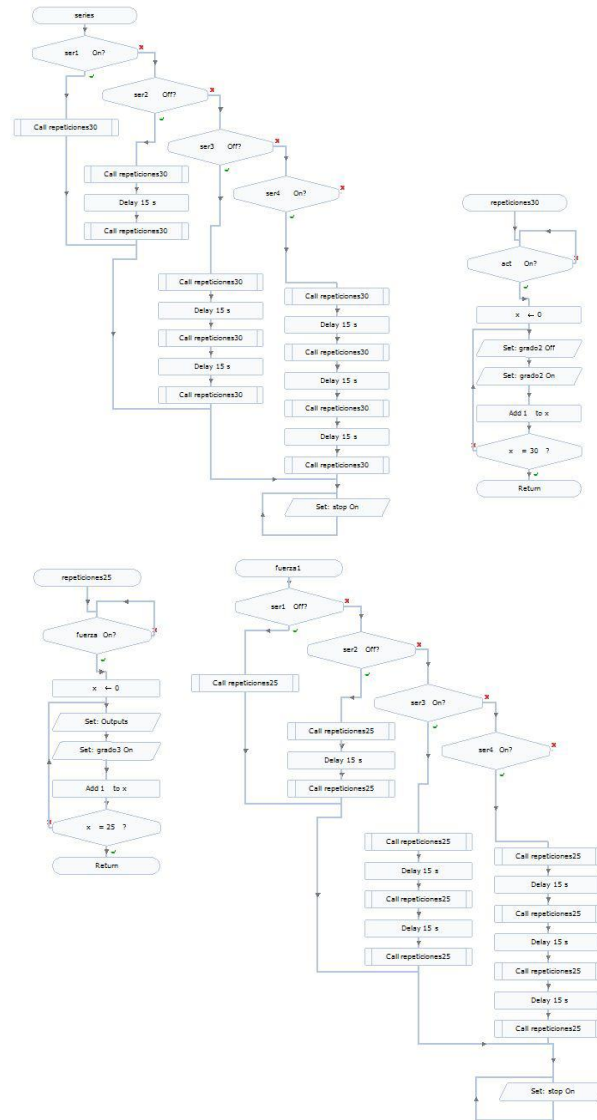 series
ser1 On?
ser2 Off?
Call repeticiones30
ser3 Off?
Call repeticiones30
ser4 On?
Delay 15 s
Call repeticiones30
Call repeticiones30
Delay 15 s
Call repeticiones30
Delay 15 s
Call repeticiones30
Call repeticiones30
Delay 15 s
Call repeticiones30
Delay 15 s
Call repeticiones30
Delay 15 s
Call repeticiones30
Set: stop On
repeticiones30
act On?
x ← 0
Set: grado2 Off
Set: grado2 On
Add 1 to x
x = 30 ?
Return
repeticiones25
fuerza On?
x ← 0
Set: Outputs
Set: grado3 On
Add 1 to x
x = 25 ?
Return
fuerza1
ser1 Off?
ser2 Off?
Call repeticiones25
ser3 On?
Call repeticiones25
ser4 On?
Delay 15 s
Call repeticiones25
Call repeticiones25
Delay 15 s
Call repeticiones25
Delay 15 s
Call repeticiones25
Call repeticiones25
Delay 15 s
Call repeticiones25
Delay 15 s
Call repeticiones25
Delay 15 s
Call repeticiones25
Set: stop On